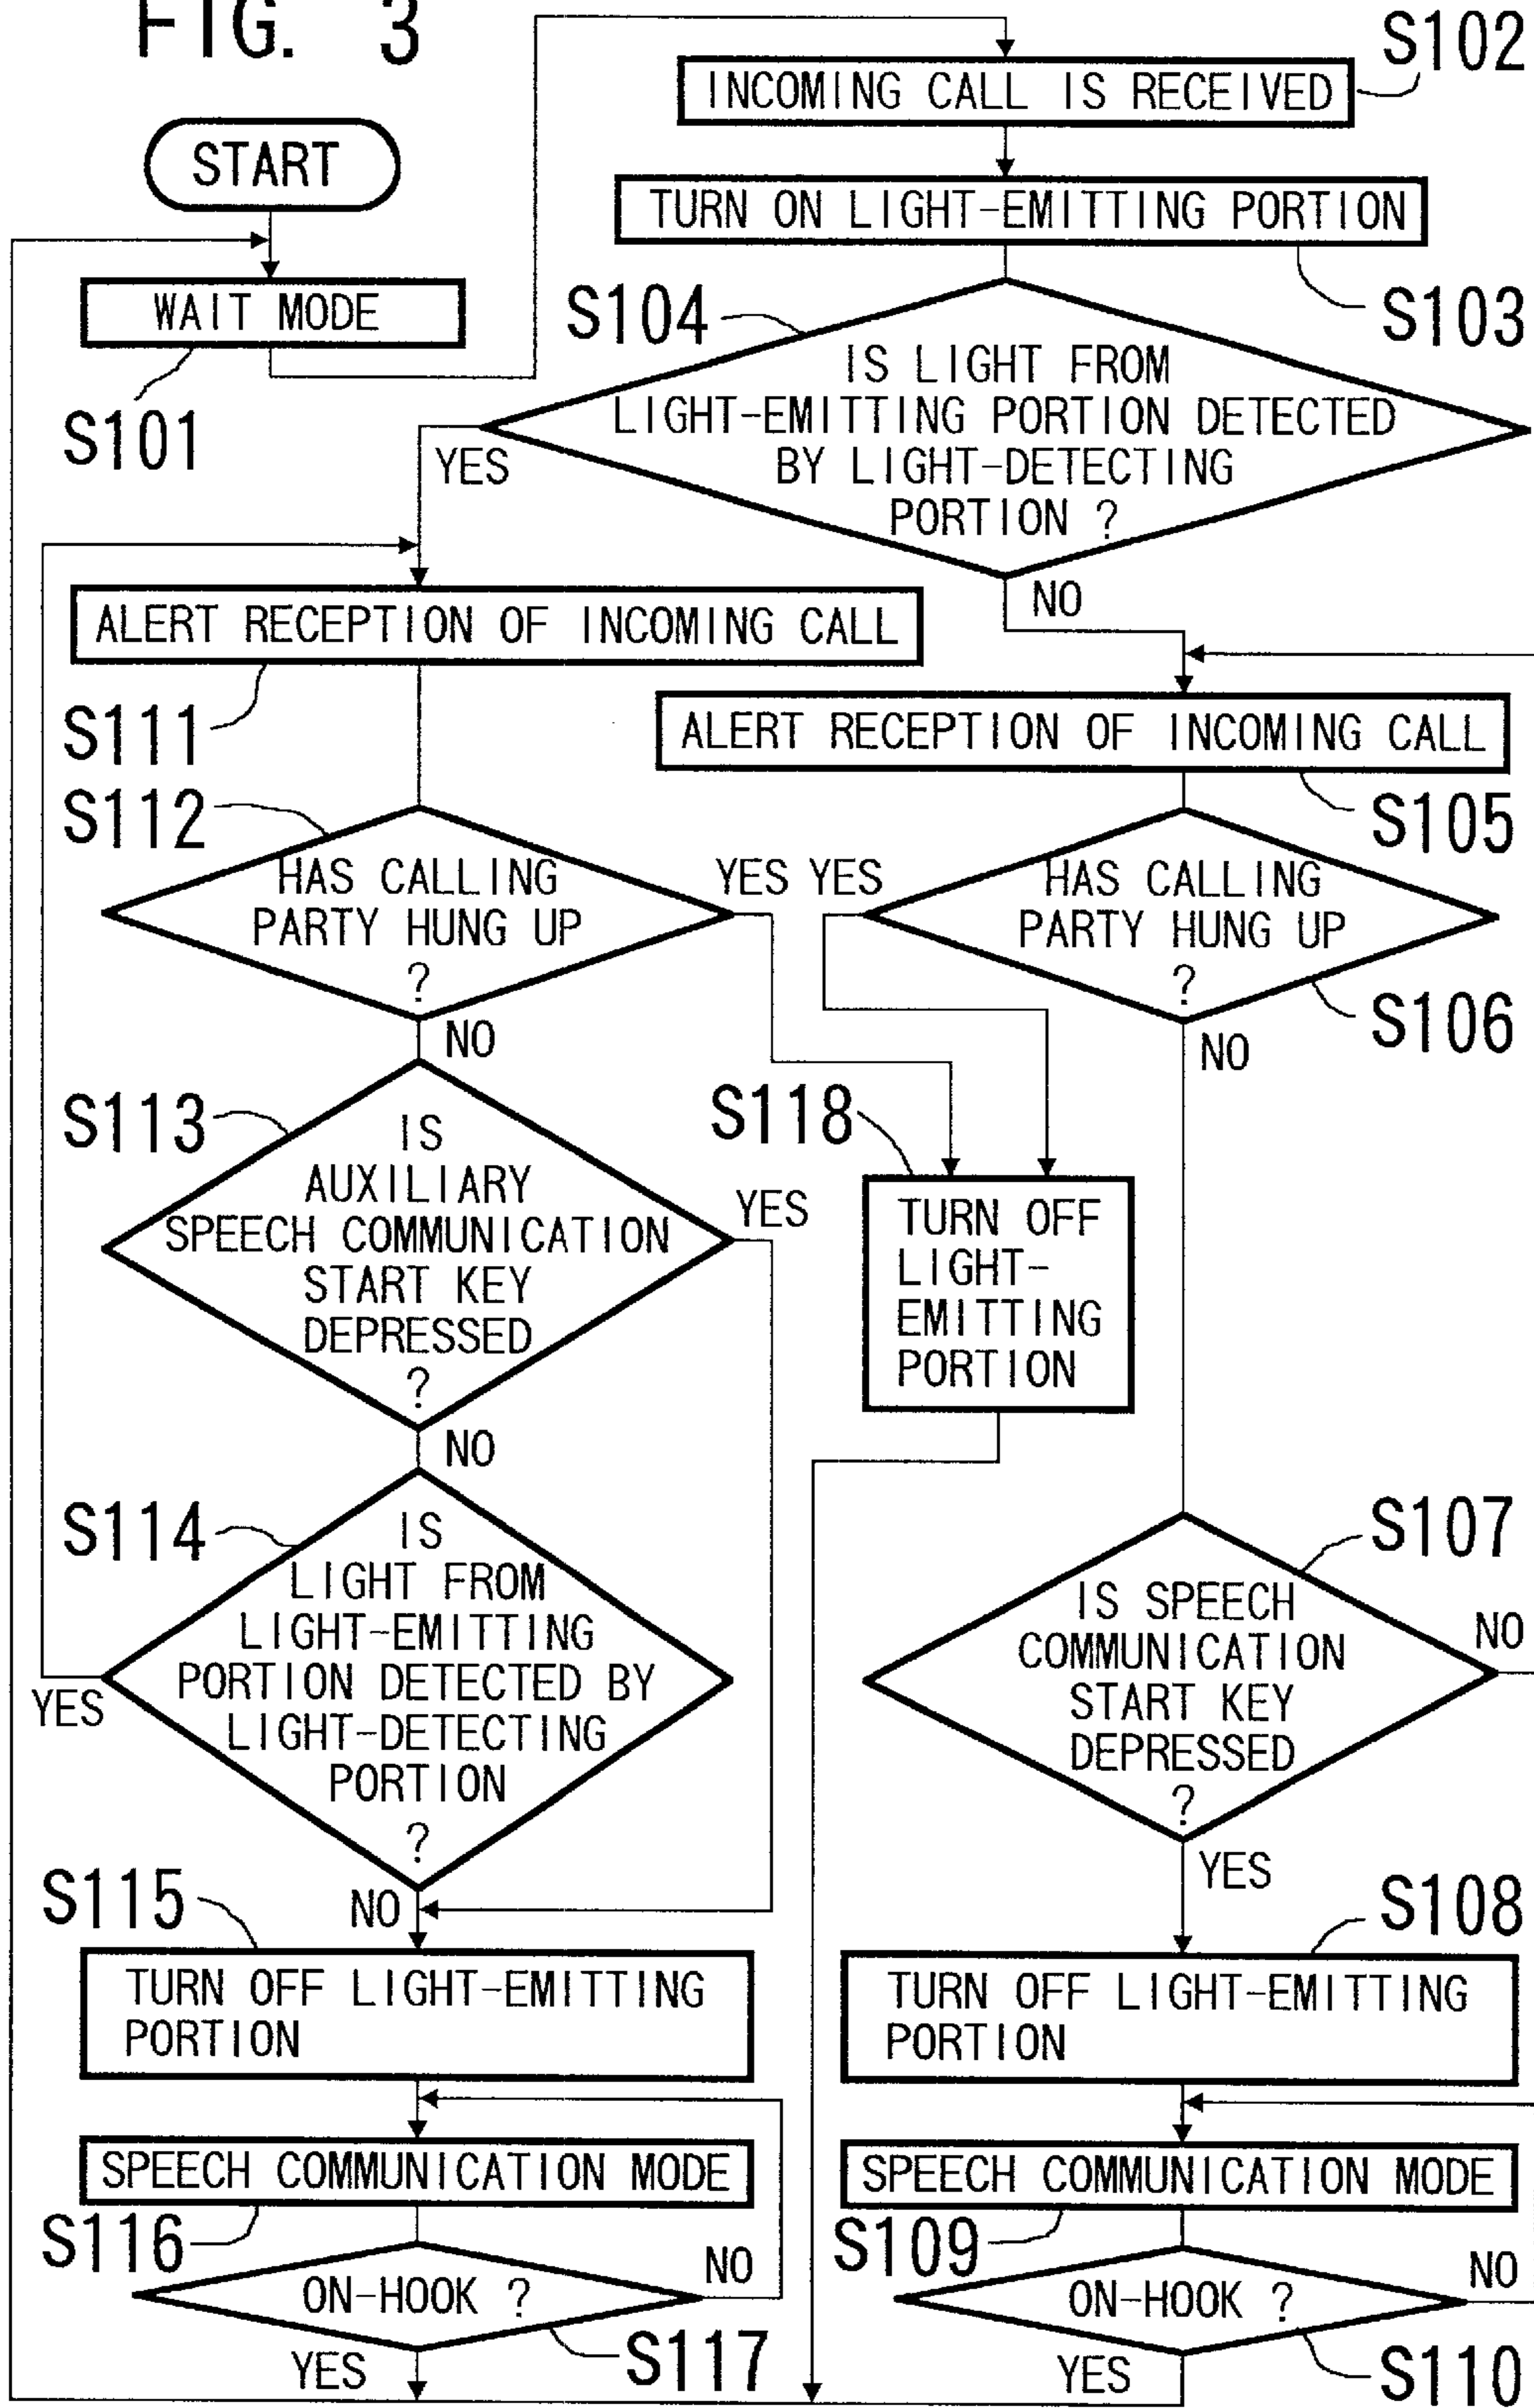 FIG. 3
START
WAIT MODE
S101
INCOMING CALL IS RECEIVED
S102
TURN ON LIGHT-EMITTING PORTION
S103
S104
IS LIGHT FROM
LIGHT-EMITTING PORTION DETECTED
BY LIGHT-DETECTING
PORTION ?
YES
NO
ALERT RECEPTION OF INCOMING CALL
S111
ALERT RECEPTION OF INCOMING CALL
S105
S112
HAS CALLING
PARTY HUNG UP
?
YES
NO
YES
HAS CALLING
PARTY HUNG UP
?
S106
NO
S113
IS
AUXILIARY
SPEECH COMMUNICATION
START KEY
DEPRESSED
?
YES
NO
S118
TURN OFF
LIGHT-
EMITTING
PORTION
S114
IS
LIGHT FROM
LIGHT-EMITTING
PORTION DETECTED BY
LIGHT-DETECTING
PORTION
?
YES
NO
S107
IS SPEECH
COMMUNICATION
START KEY
DEPRESSED
?
NO
YES
S115
TURN OFF LIGHT-EMITTING
PORTION
S108
TURN OFF LIGHT-EMITTING
PORTION
SPEECH COMMUNICATION MODE
S116
SPEECH COMMUNICATION MODE
S109
ON-HOOK ?
NO
S117
YES
ON-HOOK ?
NO
S110
YES